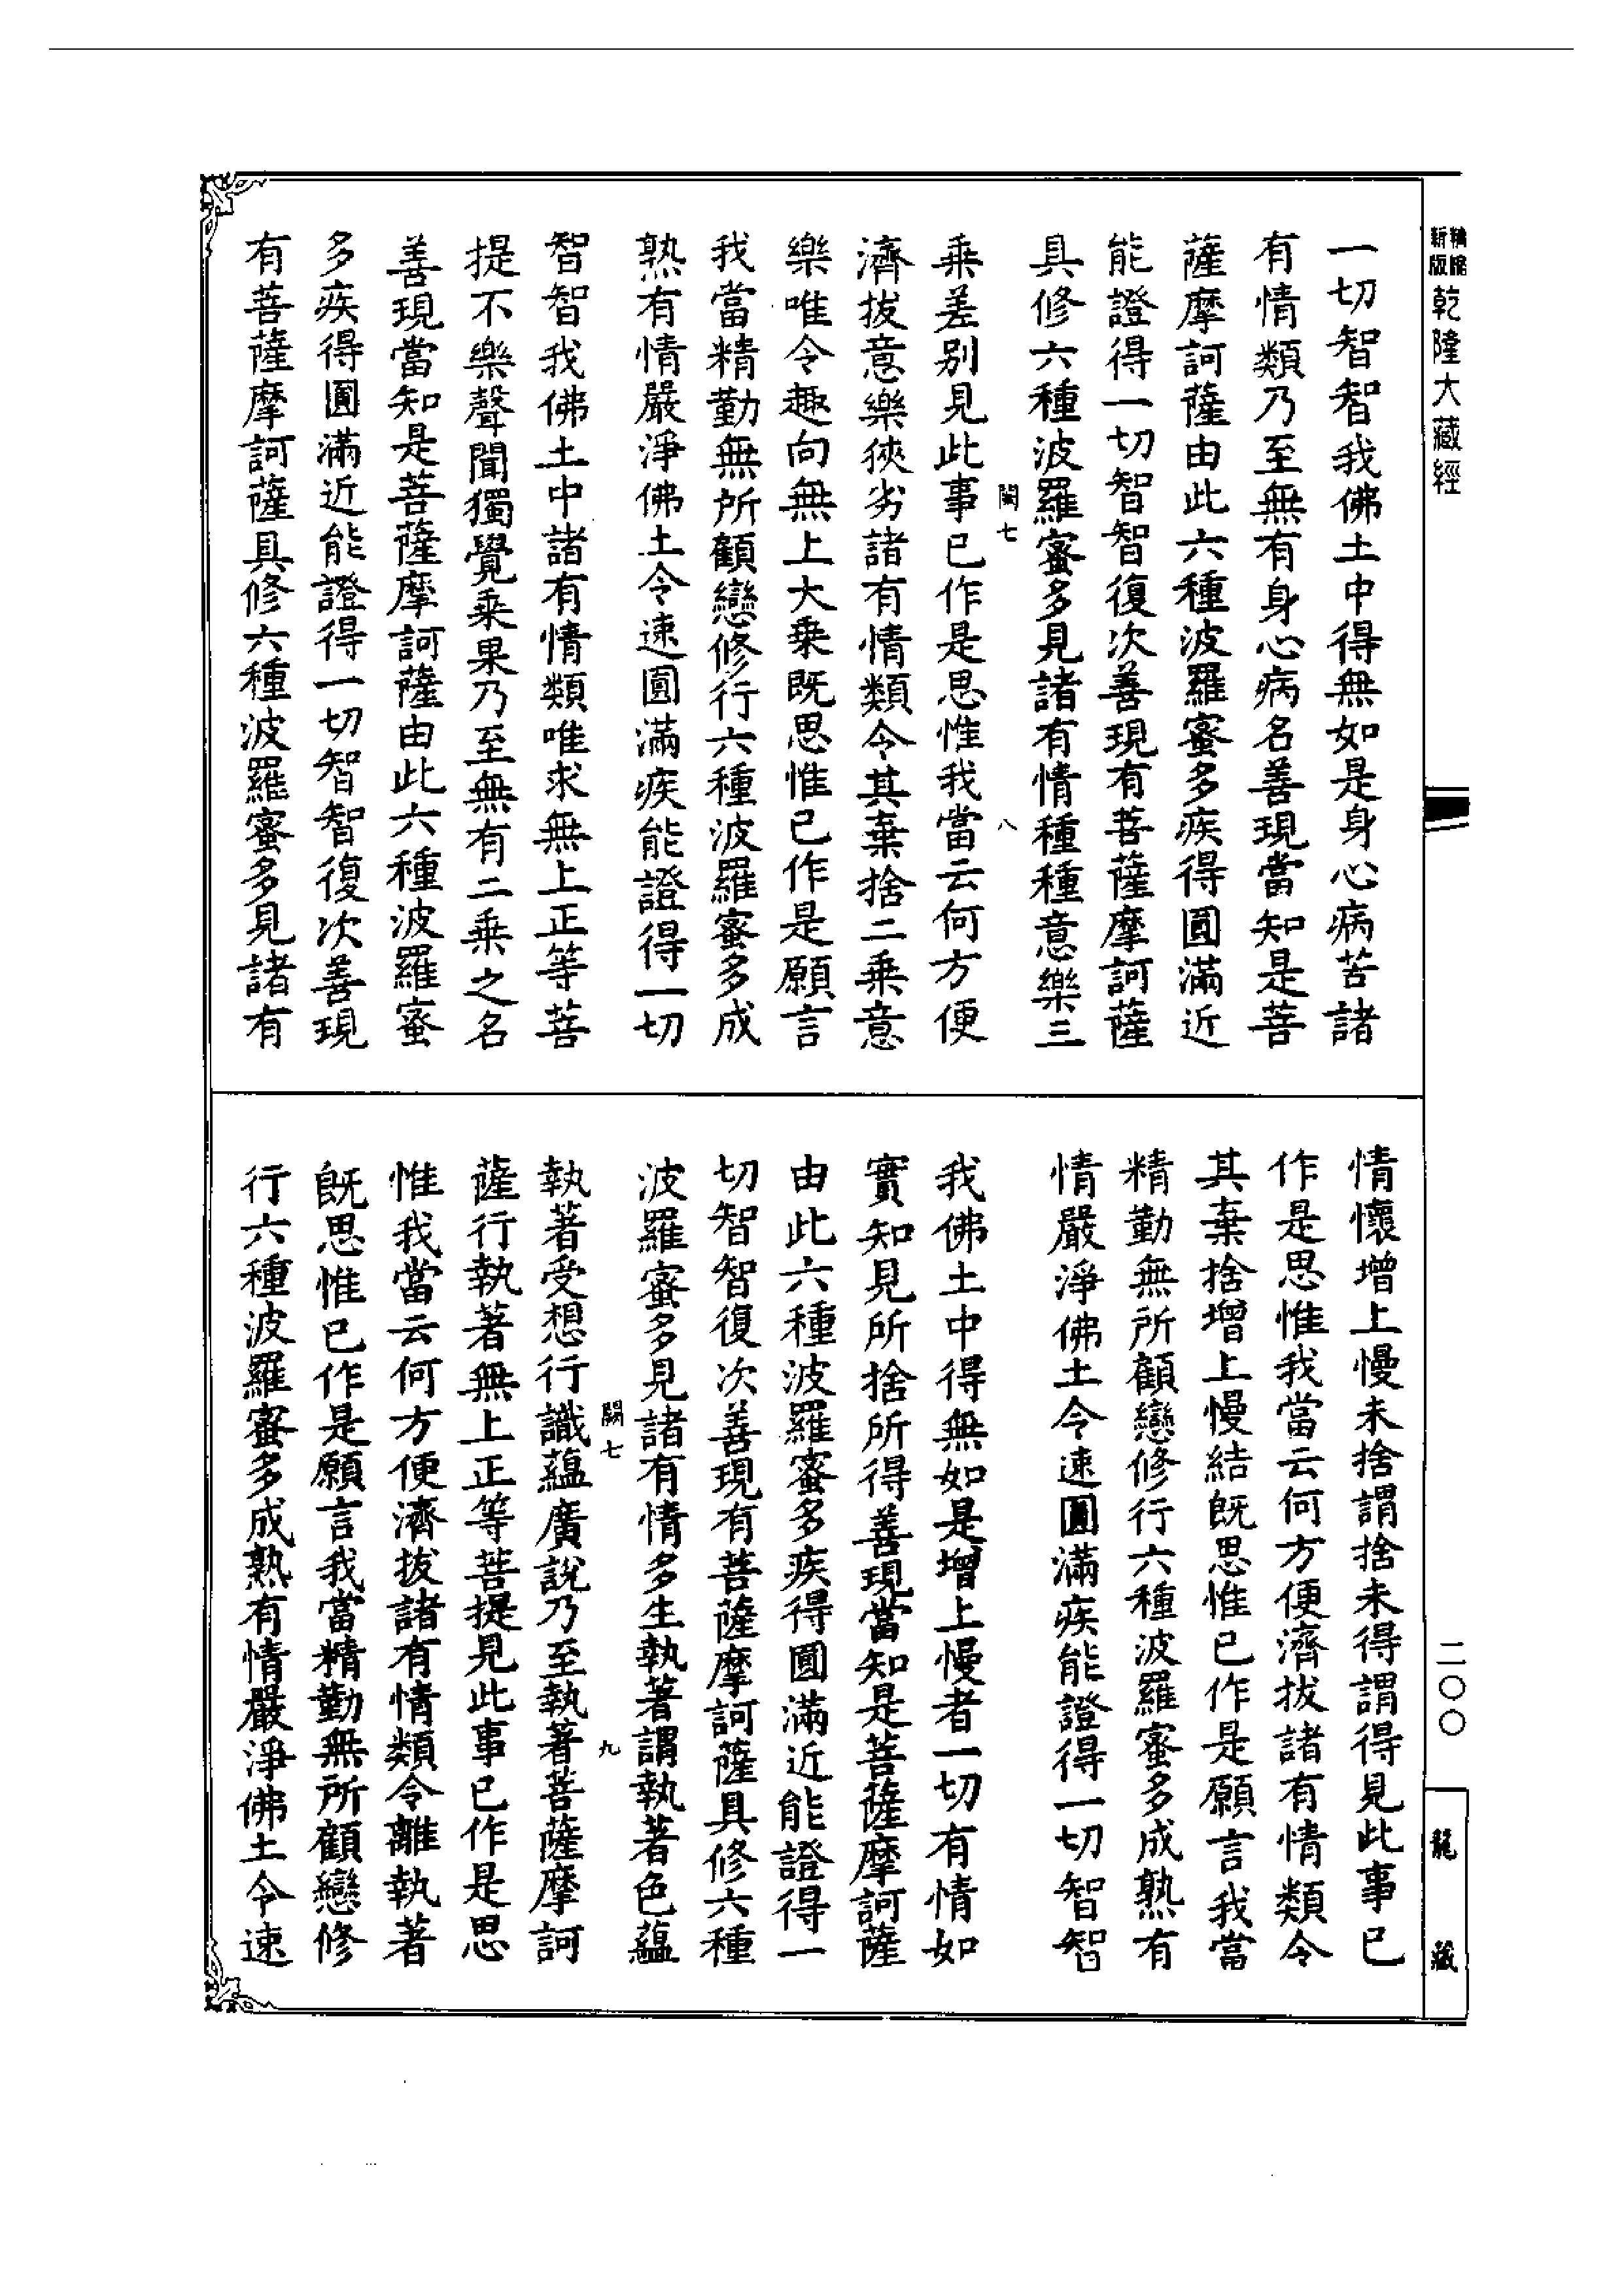 新版
精縮
乾隆大藏經
一切智智我佛土中得無如是身心病苦諸
有情類乃至無有身心病名善現當知是菩
薩摩訶薩由此六種波羅蜜多疾得圓滿近
能證得一切智智復次善現有菩薩摩訶薩
具修六種波羅蜜多見諸有情種種意樂三
闕七
八
乘差別見此事已作是思惟我當云何方便
濟拔意樂狹劣諸有情類令其棄捨二乘意
樂唯令趣向無上大乘既思惟已作是願言
我當精勤無所顧戀修行六種波羅蜜多成
熟有情嚴淨佛土令速圓滿疾能證得一切
智智我佛土中諸有情類唯求無上正等菩
提不樂聲聞獨覺乘果乃至無有二乘之名
善現當知是菩薩摩訶薩由此六種波羅蜜
多疾得圓滿近能證得一切智智復次善現
有菩薩摩訶薩具修六種波羅蜜多見諸有
情懷增上慢未捨謂捨未得謂得見此事已
作是思惟我當云何方便濟拔諸有情類令
其棄捨增上慢結既思惟已作是願言我當
精勤無所顧戀修行六種波羅蜜多成熟有
情嚴淨佛土令速圓滿疾能證得一切智智
我佛土中得無如是增上慢者一切有情如
實知見所捨所得善現當知是菩薩摩訶薩
由此六種波羅蜜多疾得圓滿近能證得一
切智智復次善現有菩薩摩訶薩具修六種
波羅蜜多見諸有情多生執著謂執著色蘊
闕七
九
執著受想行識蘊廣說乃至執著菩薩摩訶
薩行執著無上正等菩提見此事已作是思
惟我當云何方便濟拔諸有情類令離執著
既思惟已作是願言我當精勤無所顧戀修
行六種波羅蜜多成熟有情嚴淨佛土令速
二〇〇
龍藏